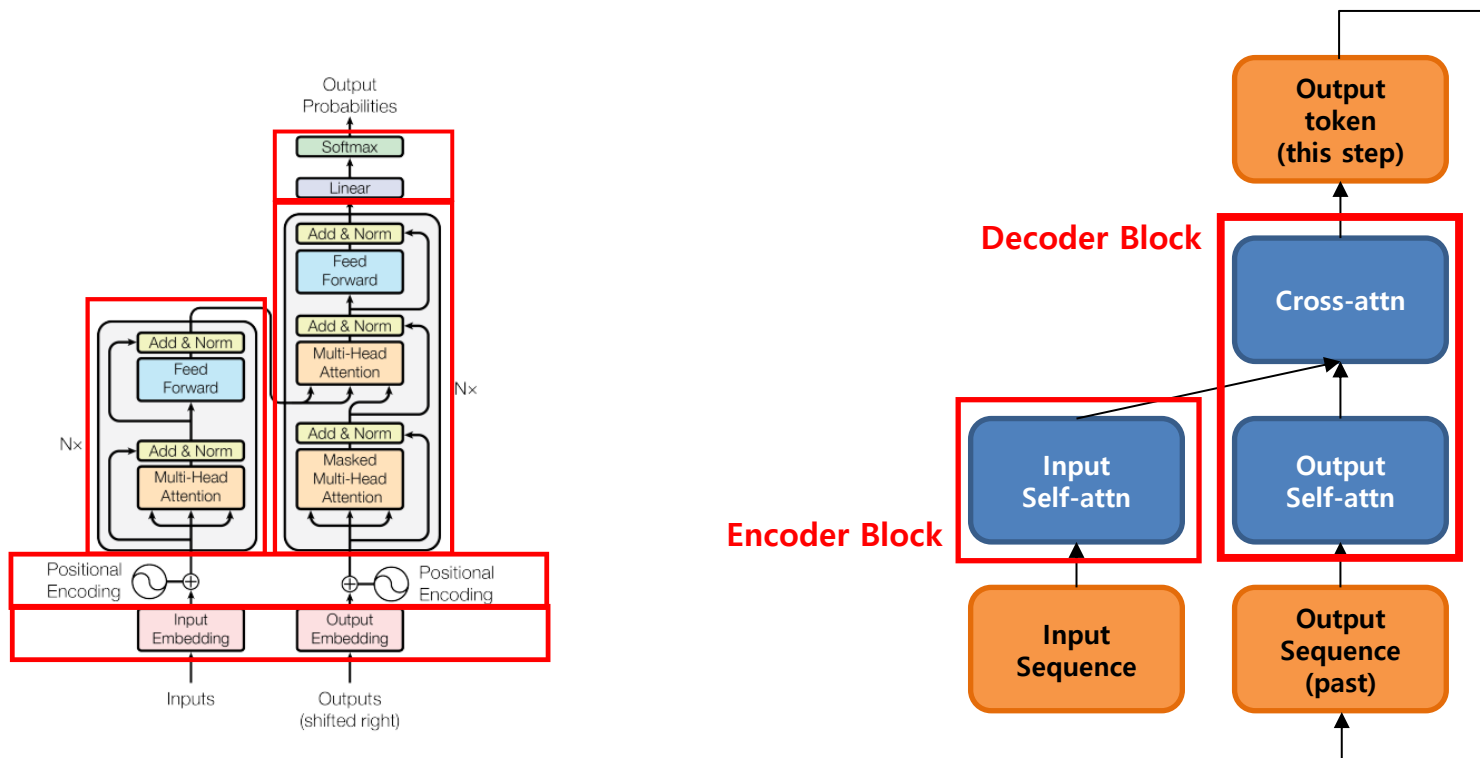 Output
Probabilities
Softmax
Linear
Add & Norm
Feed
Forward
Add & Norm
Multi-Head
Attention
N×
Add & Norm
Masked
Multi-Head
Attention
Add & Norm
Feed
Forward
N×
Add & Norm
Multi-Head
Attention
Positional
Encoding
Positional
Encoding
Input
Embedding
Output
Embedding
Inputs
Outputs
(shifted right)
Output
token
(this step)
Decoder Block
Cross-attn
Input
Self-attn
Output
Self-attn
Encoder Block
Input
Sequence
Output
Sequence
(past)